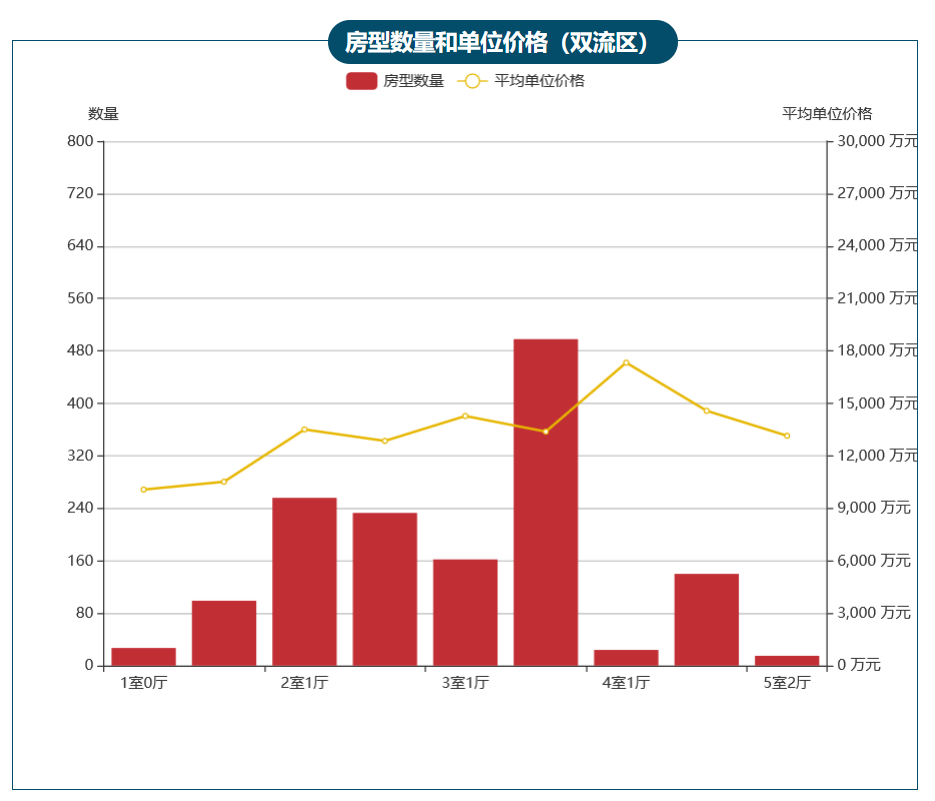 房型数量和单位价格（双流区）
房型数量 平均单位价格
数量 平均单位价格
800 30,000 万元
720 27,000 万元
640 24,000 万元
560 21,000 万元
480 18,000 万元
400 15,000 万元
320 12,000 万元
240 9,000 万元
160 6,000 万元
80 3,000 万元
0 0 万元
1室0厅 2室1厅 3室1厅 4室1厅 5室2厅